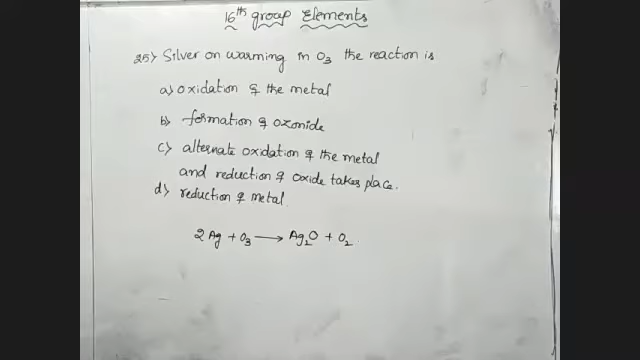 16th group Elements
25) Silver on warming in O3 the reaction is
a) oxidation of the metal
b) formation of ozonide
c) alternate oxidation of the metal
and reduction of oxide takes place.
d) reduction of metal
2Ag + O3 → Ag2O + O2